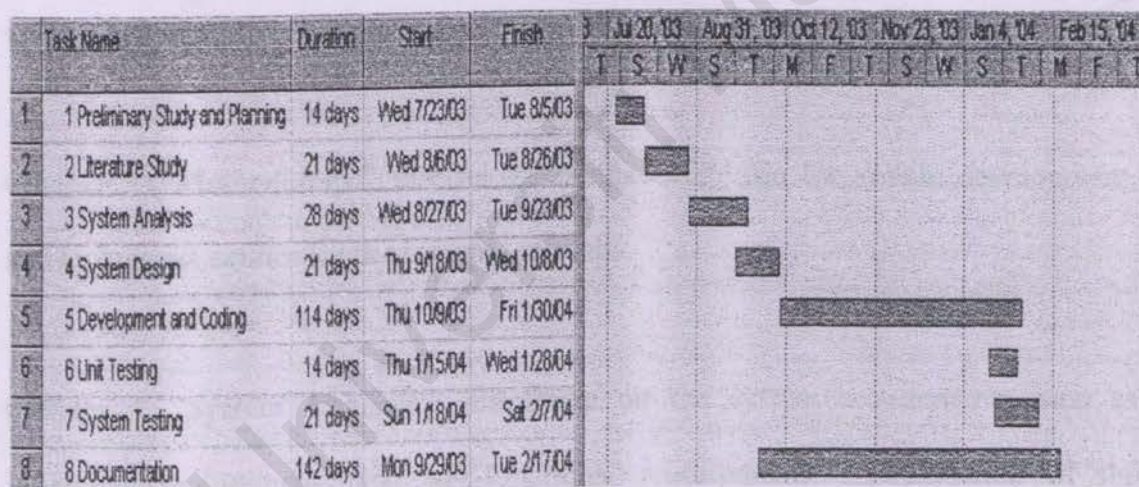 Task Name Duration Start Finish 3 Jul 20, '03 Aug 31, '03 Oct 12, '03 Nov 23, '03 Jan 4, '04 Feb 15, '04
T S W S T M F T S W S T M F T
1 1 Preliminary Study and Planning 14 days Wed 7/23/03 Tue 8/5/03
2 2 Literature Study 21 days Wed 8/6/03 Tue 8/26/03
3 3 System Analysis 28 days Wed 8/27/03 Tue 9/23/03
4 4 System Design 21 days Thu 9/18/03 Wed 10/8/03
5 5 Development and Coding 114 days Thu 10/9/03 Fri 1/30/04
6 6 Unit Testing 14 days Thu 1/15/04 Wed 1/28/04
7 7 System Testing 21 days Sun 1/18/04 Sat 2/7/04
8 8 Documentation 142 days Mon 9/29/03 Tue 2/17/04